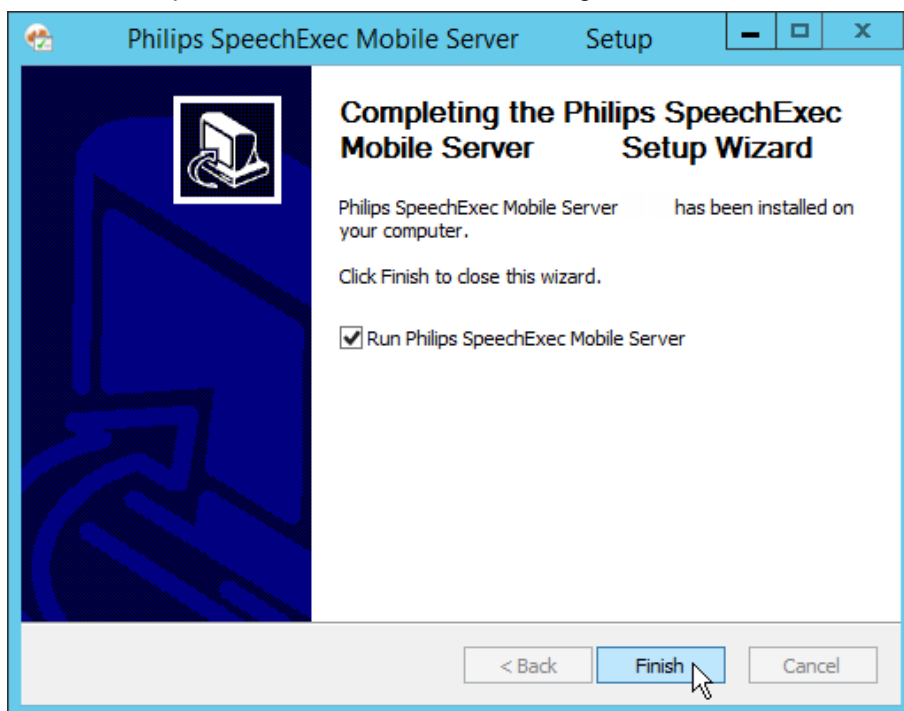 Philips SpeechExec Mobile Server Setup
Completing the Philips SpeechExec
Mobile Server Setup Wizard
Philips SpeechExec Mobile Server has been installed on
your computer.
Click Finish to close this wizard.
Run Philips SpeechExec Mobile Server
< Back Finish Cancel